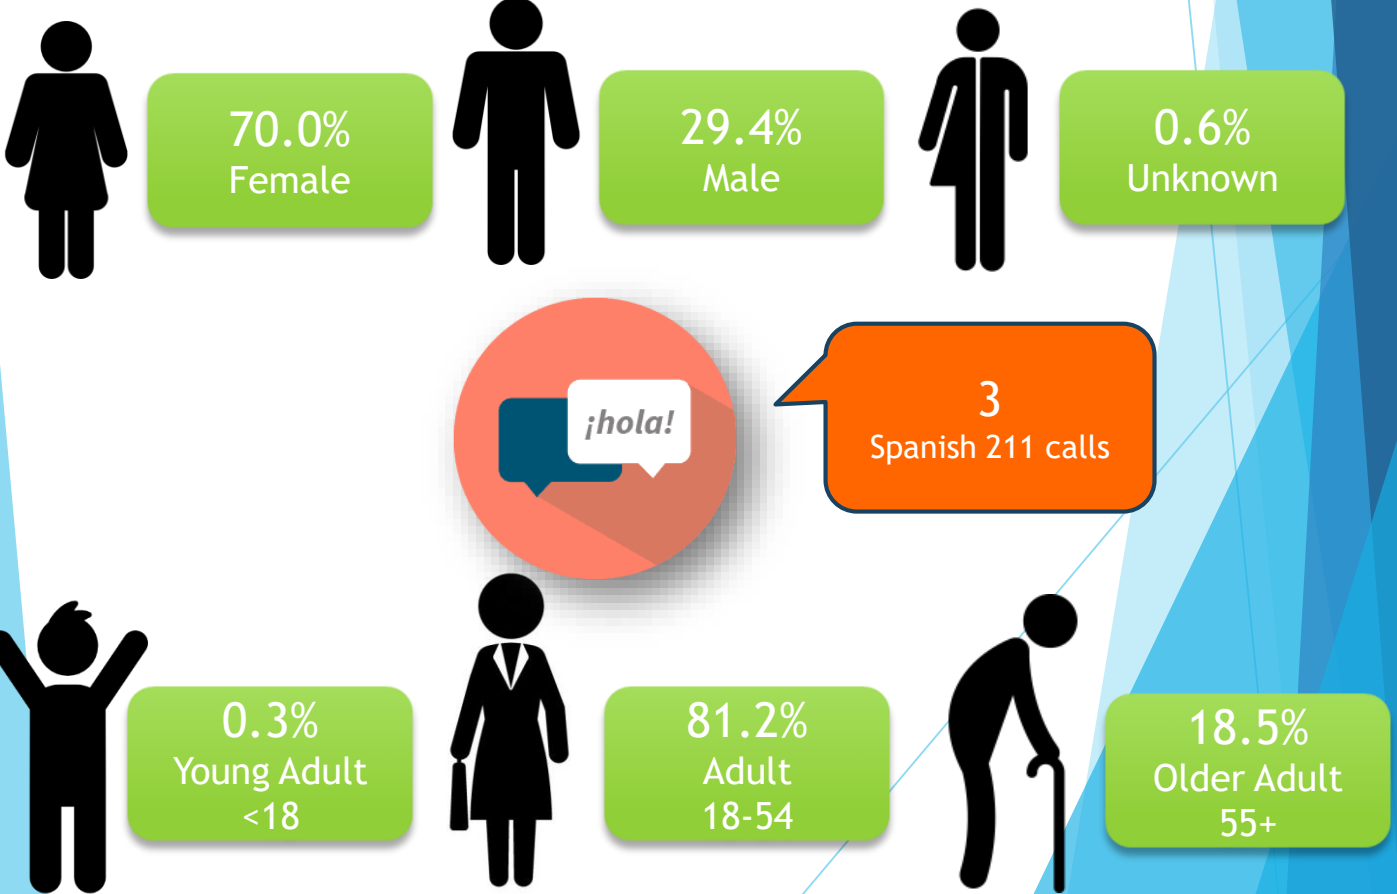 70.0%
Female
29.4%
Male
0.6%
Unknown
¡hola!
3
Spanish 211 calls
0.3%
Young Adult
<18
81.2%
Adult
18-54
18.5%
Older Adult
55+